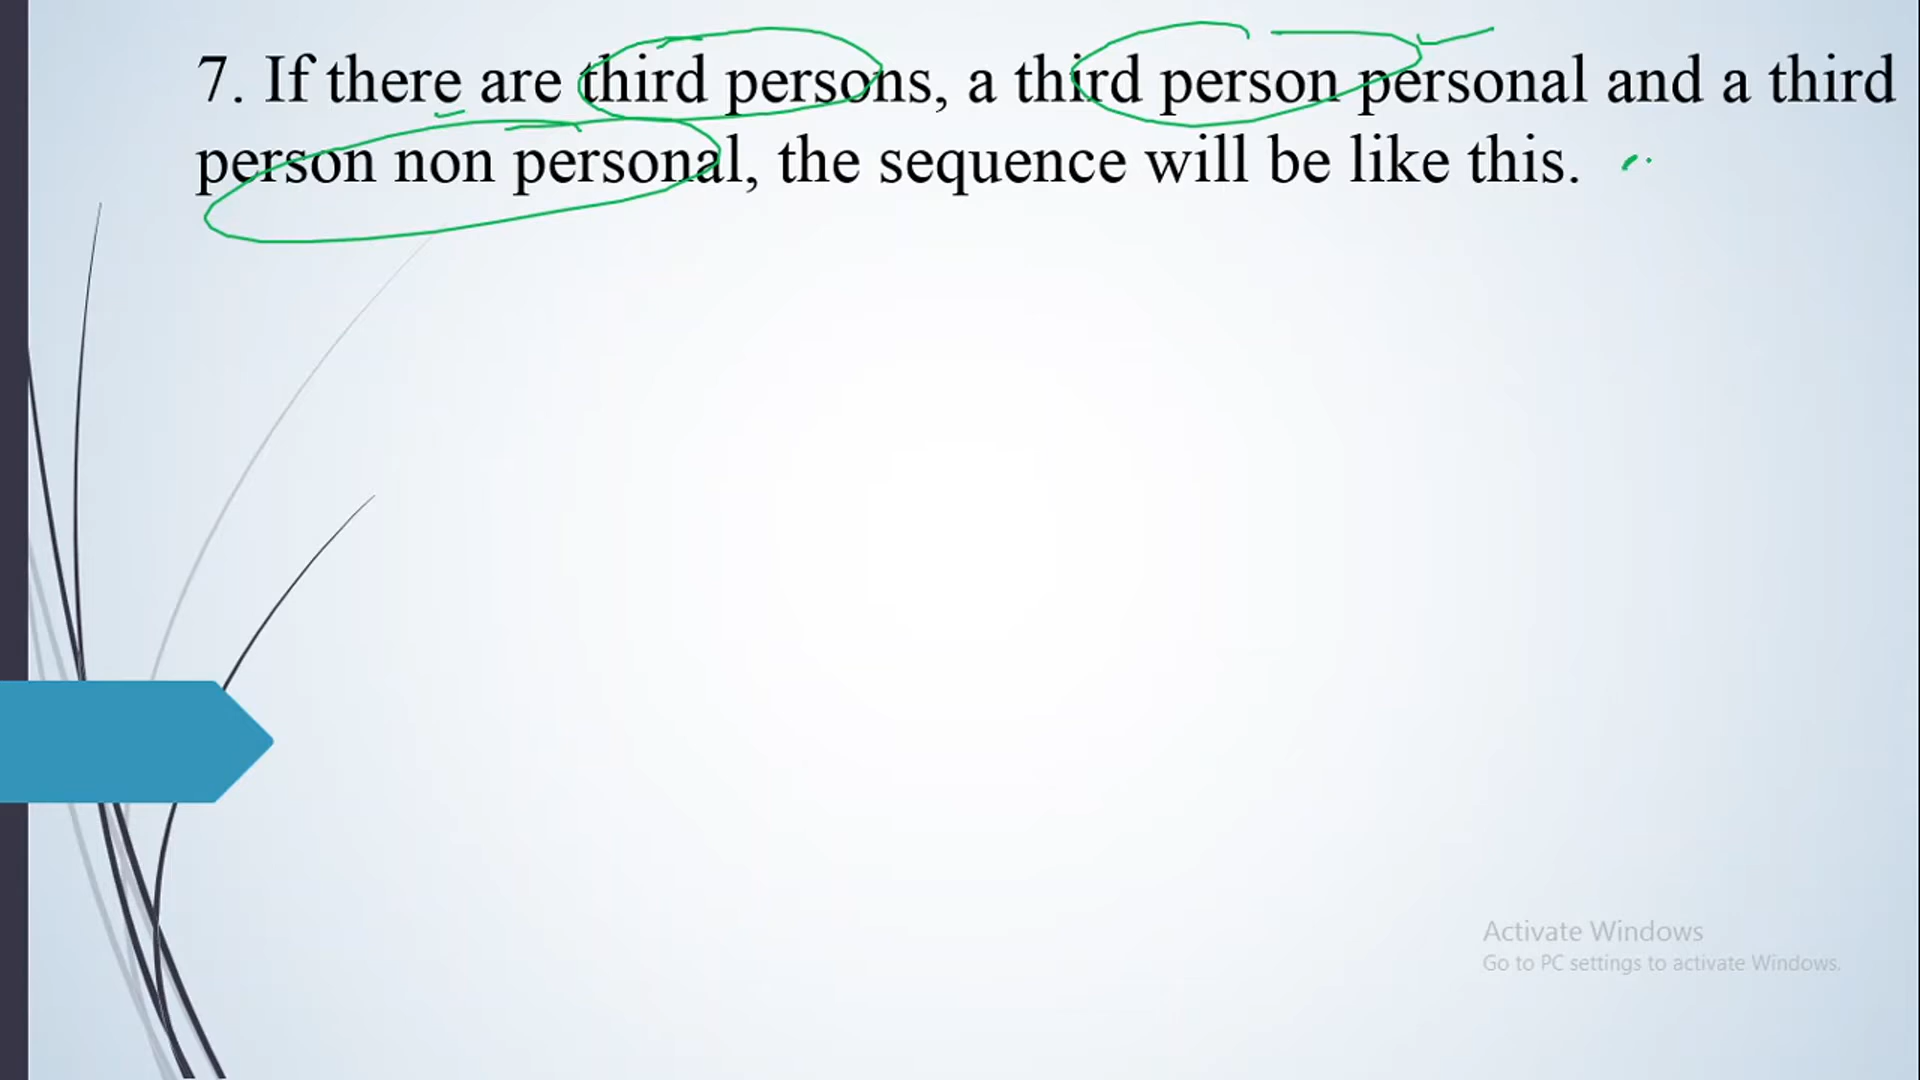 7. If there are third persons, a third person personal and a third
person non personal, the sequence will be like this.
Activate Windows
Go to PC settings to activate Windows.